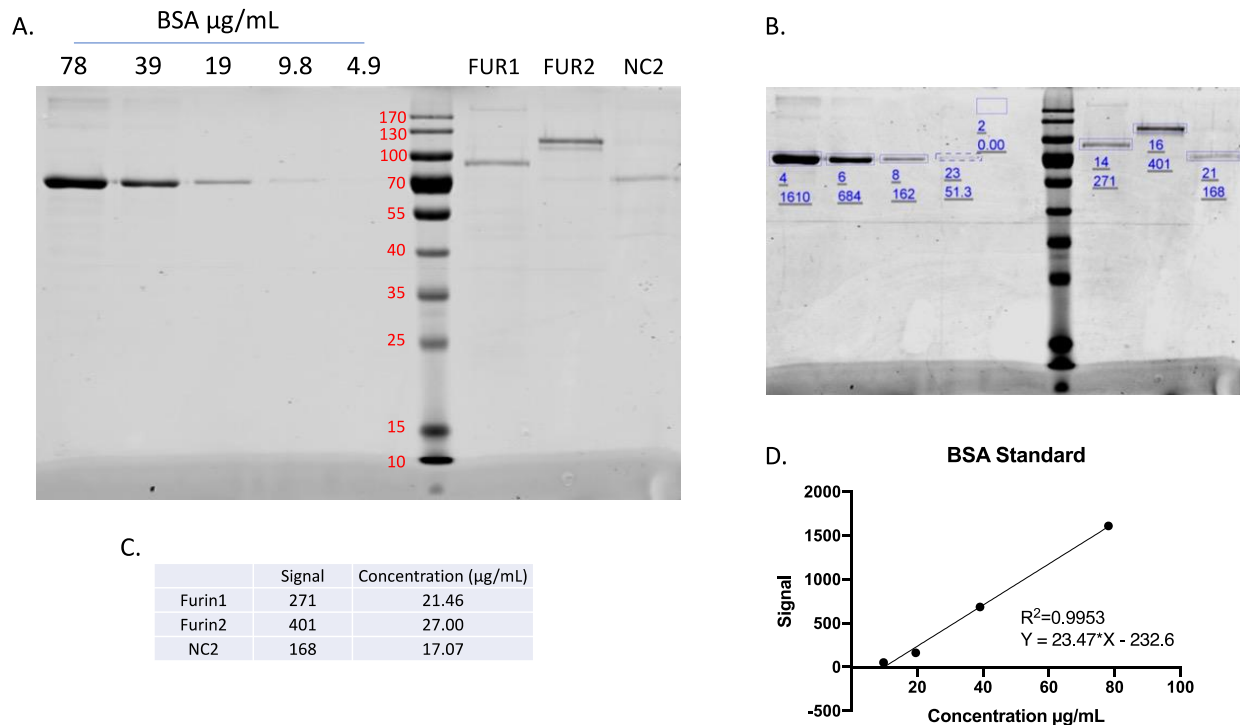 A.
BSA µg/mL
78 39 19 9.8 4.9
FUR1 FUR2 NC2
170
130
100
70
55
40
35
25
15
10
B.
2
0.00
4
1610
6
684
8
162
23
51.3
14
271
16
401
21
168
C.
Signal Concentration (µg/mL)
Furin1 271 21.46
Furin2 401 27.00
NC2 168 17.07
D.
BSA Standard
Signal
2000
1500
1000
500
0
-500
R²=0.9953
Y = 23.47*X - 232.6
20 40 60 80 100
Concentration µg/mL